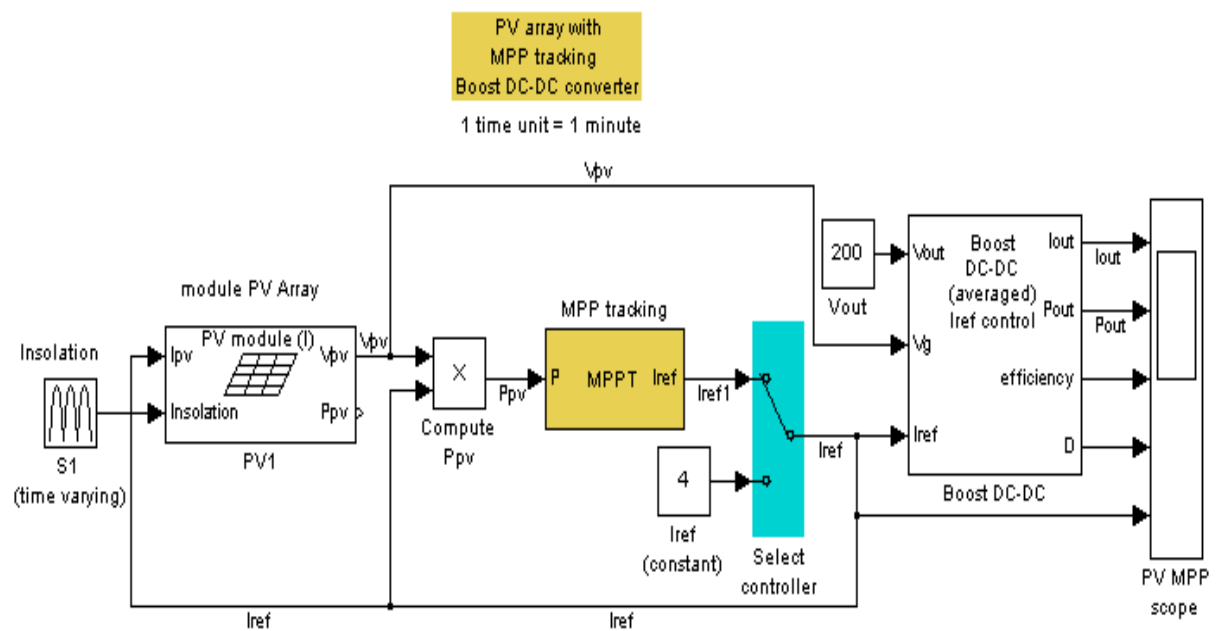 PV array with
MPP tracking
Boost DC-DC converter
1 time unit = 1 minute
Vpv
module PV Array
PV module (I)
Ipv
Vpv
Insolation
Ppv
PV1
Vpv
Insolation
S1
(time varying)
X
Compute
Ppv
Ppv
MPP tracking
P
MPPT
Iref
Iref1
4
Iref
(constant)
Select
controller
Iref
200
Vout
Boost
DC-DC
(averaged)
Iref control
Vout
Vg
Iref
Iout
Pout
efficiency
D
Boost DC-DC
Iout
Pout
PV MPP
scope
Iref
Iref